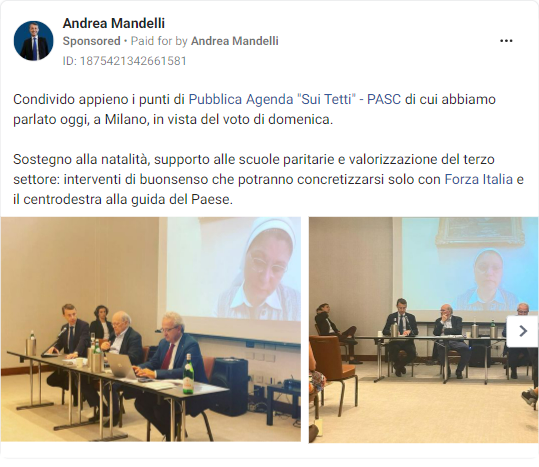 Andrea Mandelli
Sponsored • Paid for by Andrea Mandelli
ID: 1875421342661581
Condivido appieno i punti di Pubblica Agenda "Sui Tetti" - PASC di cui abbiamo
parlato oggi, a Milano, in vista del voto di domenica.
Sostegno alla natalità, supporto alle scuole paritarie e valorizzazione del terzo
settore: interventi di buonsenso che potranno concretizzarsi solo con Forza Italia e
il centrodestra alla guida del Paese.